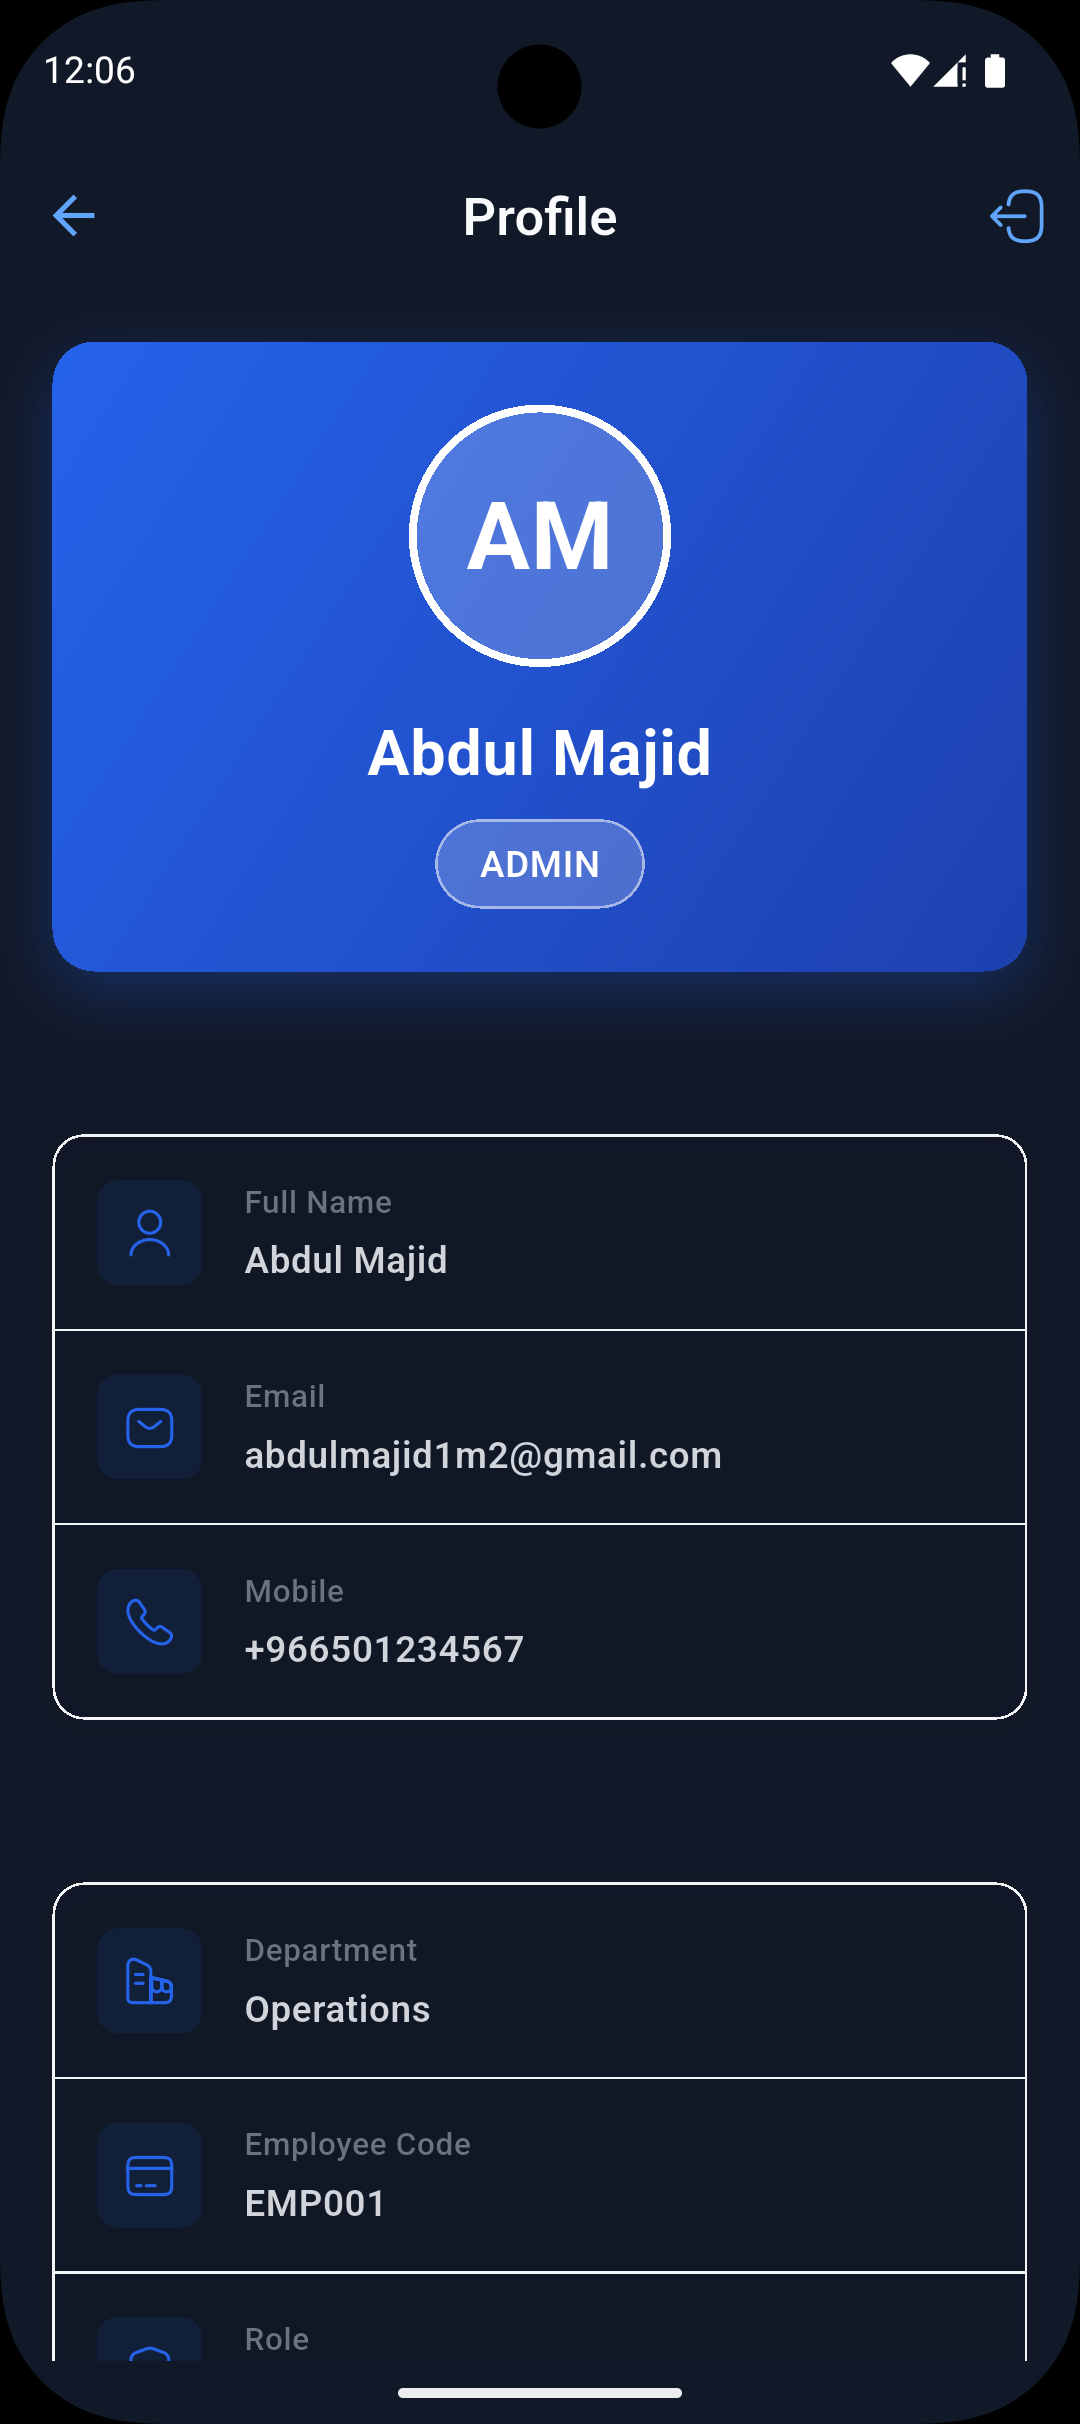 12:06
Profile
AM
Abdul Majid
ADMIN
Full Name
Abdul Majid
Email
abdulmajid1m2@gmail.com
Mobile
+966501234567
Department
Operations
Employee Code
EMP001
Role